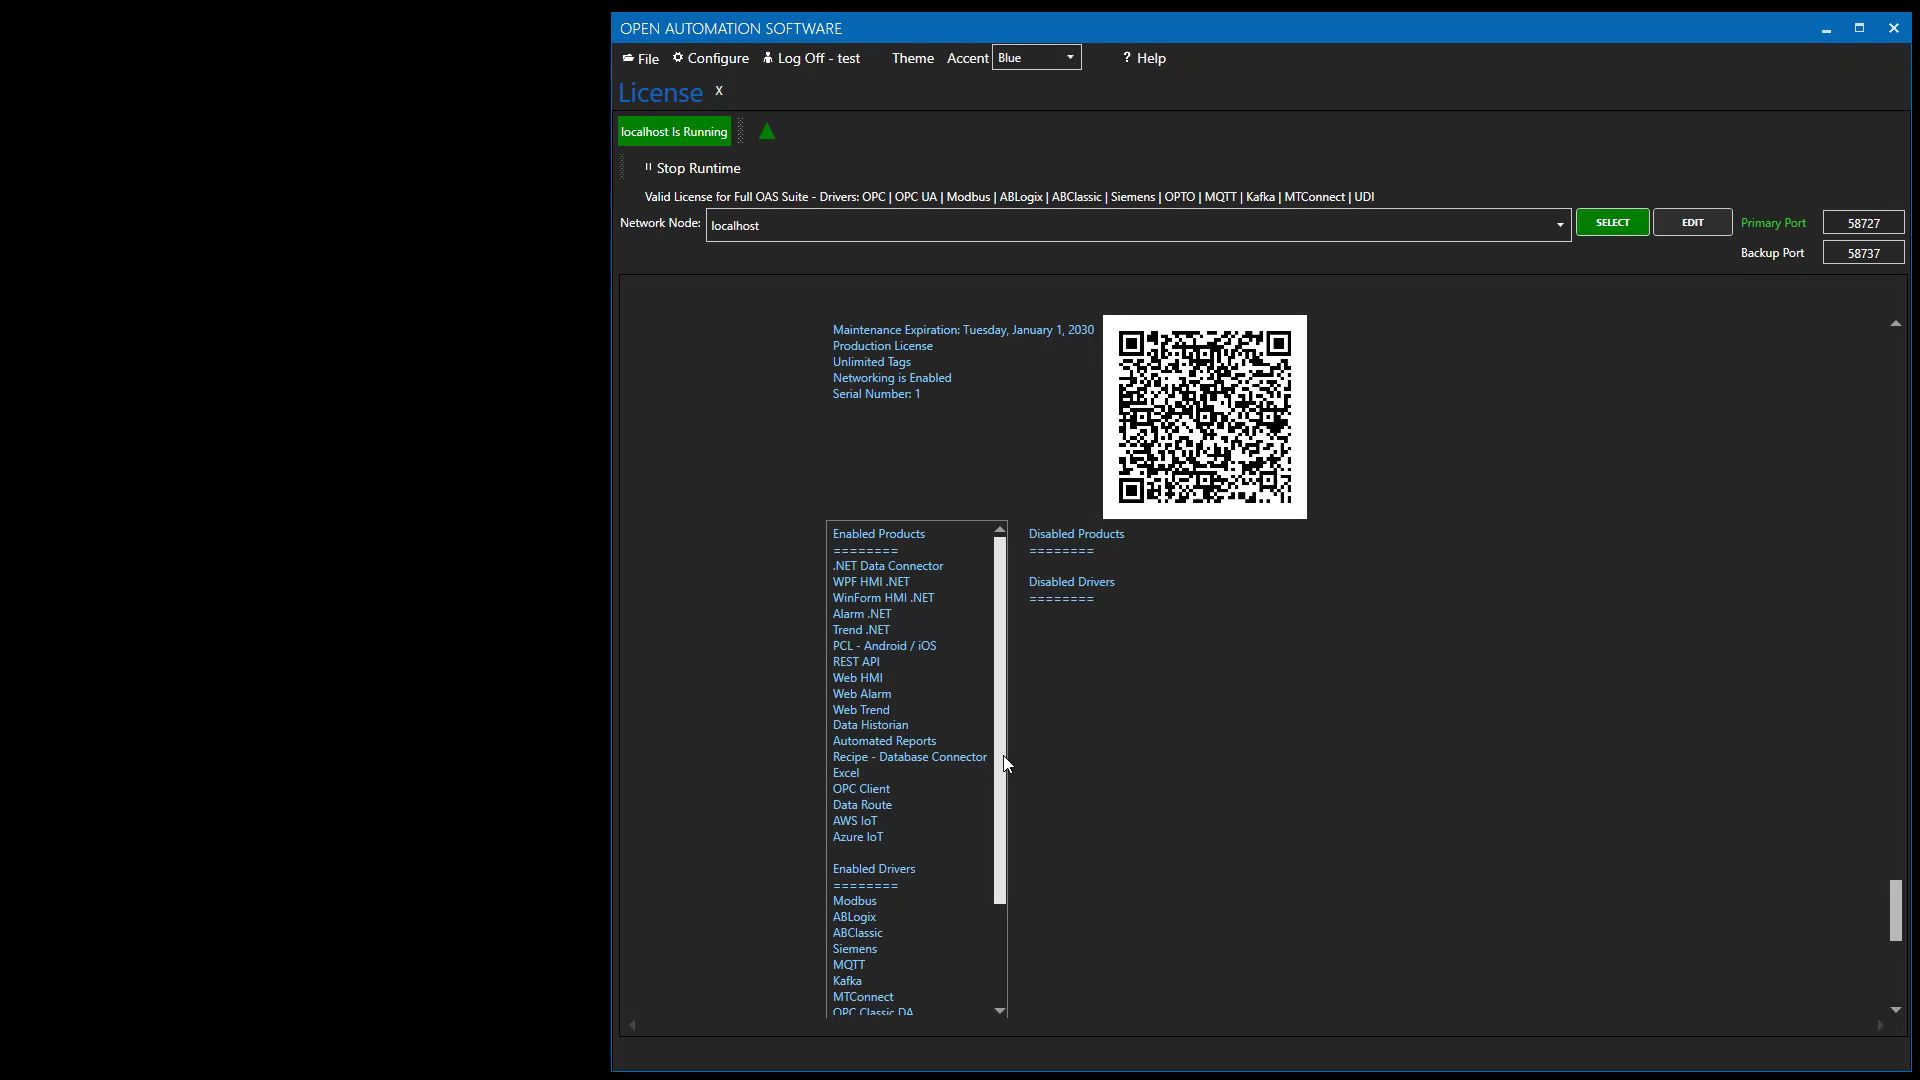 OPEN AUTOMATION SOFTWARE
File Configure Log Off - test Theme Accent Blue ? Help
License X
localhost Is Running
Stop Runtime
Valid License for Full OAS Suite - Drivers: OPC | OPC UA | Modbus | ABLogix | ABClassic | Siemens | OPTO | MQTT | Kafka | MTConnect | UDI
Network Node: localhost SELECT EDIT Primary Port 58727
Backup Port 58737
Maintenance Expiration: Tuesday, January 1, 2030
Production License
Unlimited Tags
Networking is Enabled
Serial Number: 1
Enabled Products
========
.NET Data Connector
WPF HMI .NET
WinForm HMI .NET
Alarm .NET
Trend .NET
PCL - Android / iOS
REST API
Web HMI
Web Alarm
Web Trend
Data Historian
Automated Reports
Recipe - Database Connector
Excel
OPC Client
Data Route
AWS IoT
Azure IoT
Enabled Drivers
========
Modbus
ABLogix
ABClassic
Siemens
MQTT
Kafka
MTConnect
OPC Classic DA
Disabled Products
========
Disabled Drivers
========